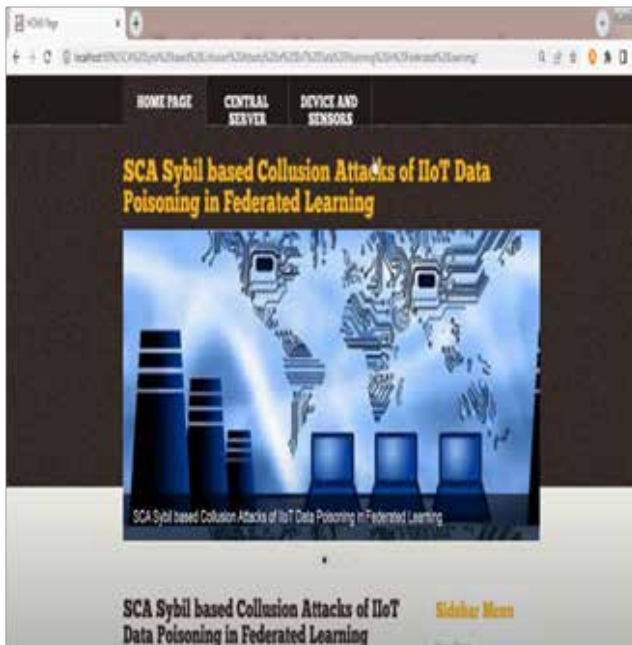 HOME Page
HOME PAGE
CENTRAL
SERVER
DEVICE AND
SENSORS
SCA Sybil based Collusion Attacks of IIoT Data
Poisoning in Federated Learning
SCA Sybil based Collusion Attacks of IIoT Data Poisoning in Federated Learning
SCA Sybil based Collusion Attacks of IIoT
Data Poisoning in Federated Learning
Sidebar Menu